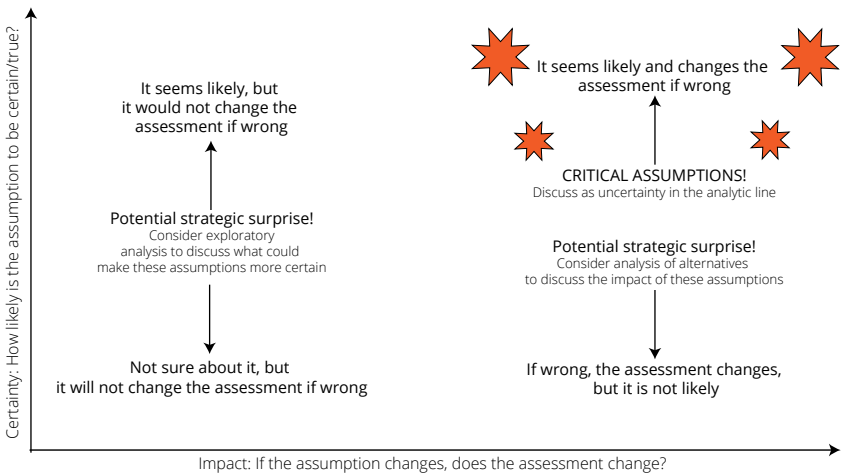 Certainty: How likely is the assumption to be certain/true?
It seems likely, but
it would not change the
assessment if wrong
Potential strategic surprise!
Consider exploratory
analysis to discuss what could
make these assumptions more certain
Not sure about it, but
it will not change the assessment if wrong
It seems likely and changes the
assessment if wrong
CRITICAL ASSUMPTIONS!
Discuss as uncertainty in the analytic line
Potential strategic surprise!
Consider analysis of alternatives
to discuss the impact of these assumptions
If wrong, the assessment changes,
but it is not likely
Impact: If the assumption changes, does the assessment change?